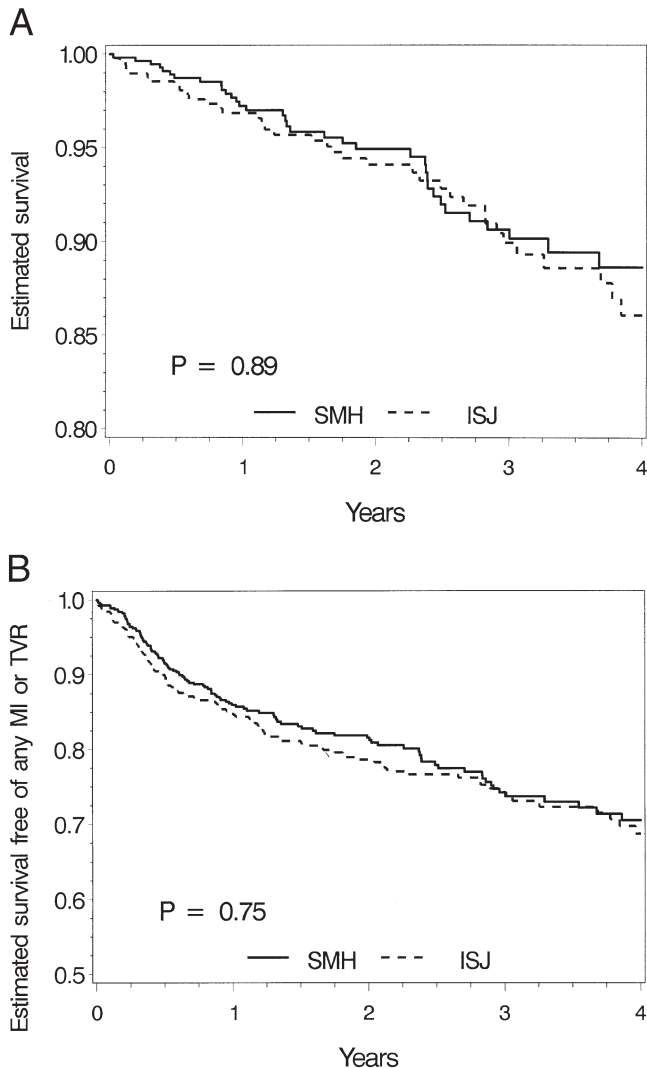 A
1.00
0.95
0.90
0.85
0.80
Estimated survival
P = 0.89
SMH ISJ
0 1 2 3 4
Years
B
1.0
0.9
0.8
0.7
0.6
0.5
Estimated survival free of any MI or TVR
P = 0.75
SMH ISJ
0 1 2 3 4
Years